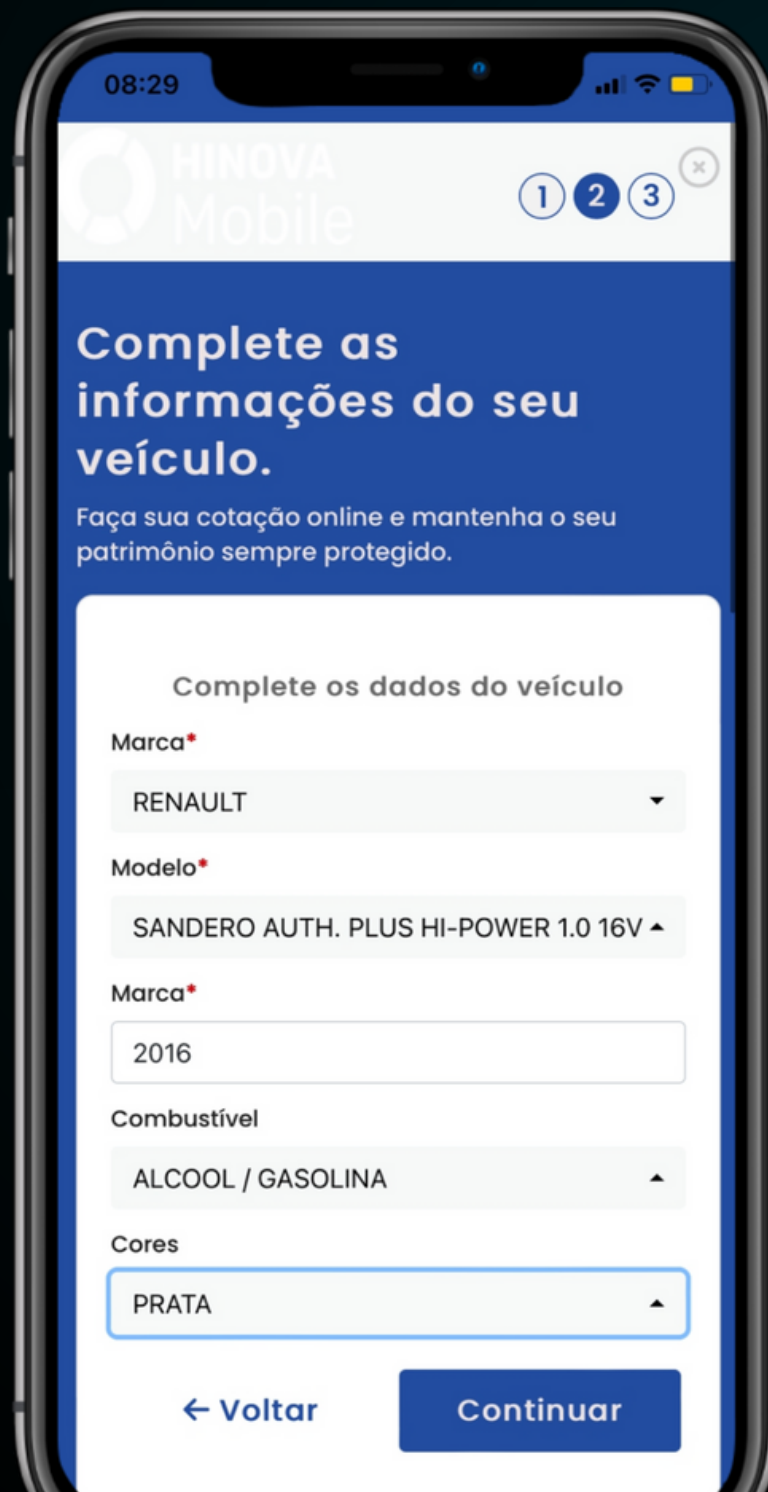 08:29
HINOVA
Mobile
1 2 3
Complete as
informações do seu
veículo.
Faça sua cotação online e mantenha o seu
patrimônio sempre protegido.
Complete os dados do veículo
Marca*
RENAULT
Modelo*
SANDERO AUTH. PLUS HI-POWER 1.0 16V
Marca*
2016
Combustível
ALCOOL / GASOLINA
Cores
PRATA
← Voltar
Continuar